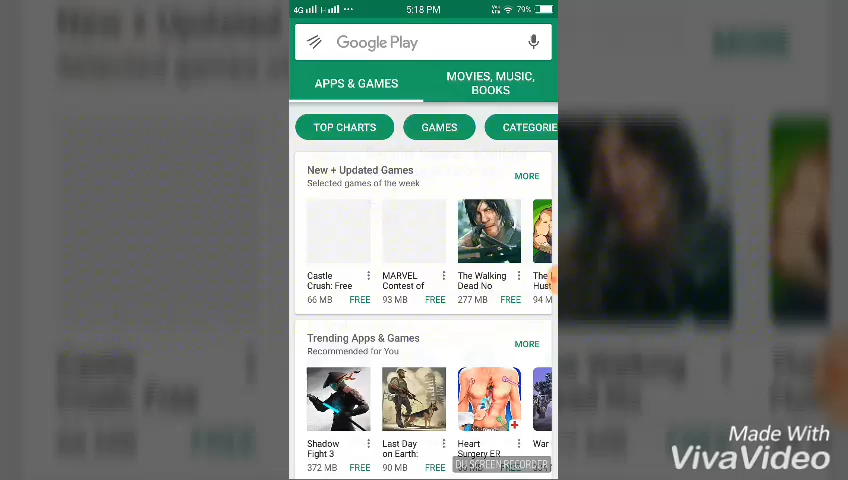 4G H ••• 5:18 PM 79%
Google Play
APPS & GAMES
MOVIES, MUSIC,
BOOKS
TOP CHARTS GAMES CATEGORIE
New + Updated Games
Selected games of the week
MORE
Castle
Crush: Free
66 MB FREE
MARVEL
Contest of
93 MB FREE
The Walking
Dead No
277 MB FREE
Hust
94 M
Trending Apps & Games
Recommended for You
MORE
Shadow
Fight 3
372 MB FREE
Last Day
on Earth:
90 MB FREE
Heart
Surgery ER
FREE
War
DU SCREEN RECORDER
Made With
VivaVideo